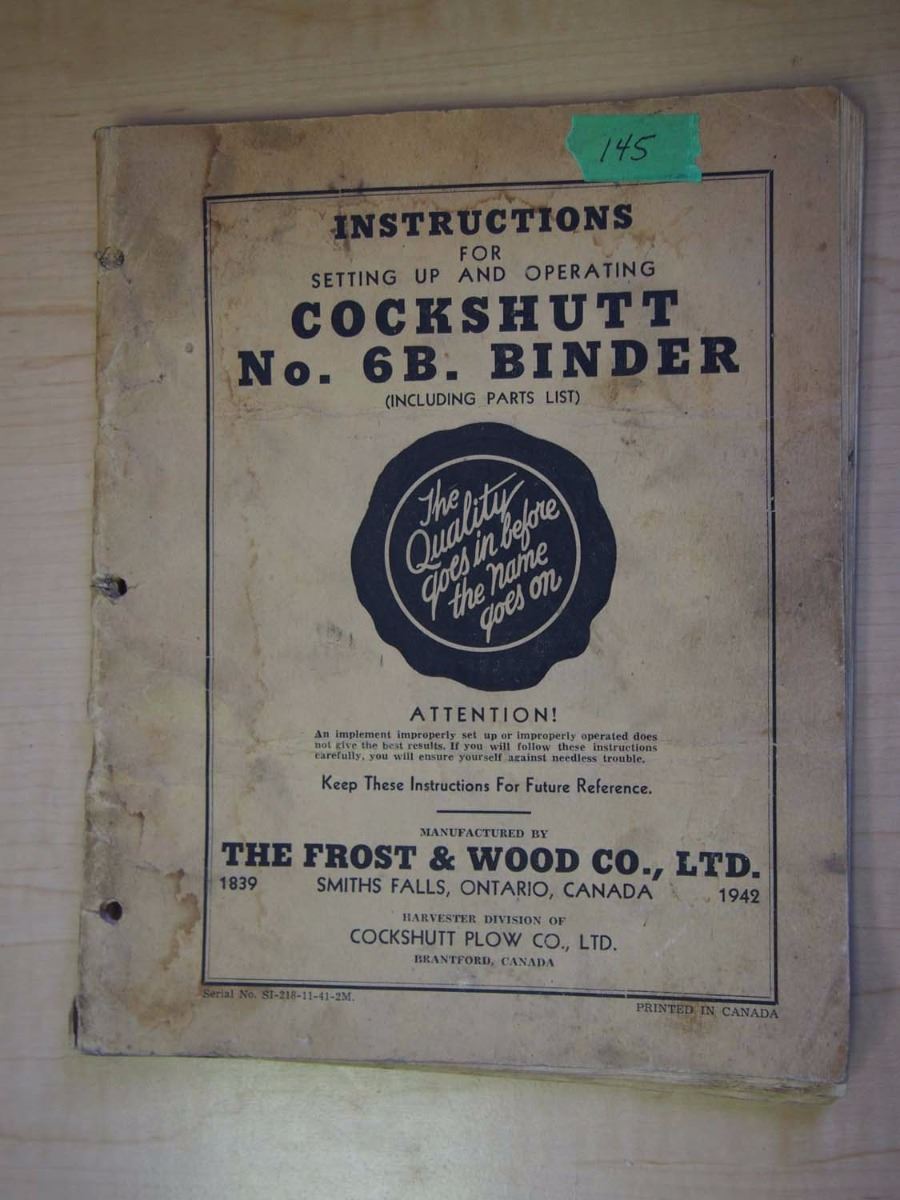 145
INSTRUCTIONS
FOR
SETTING UP AND OPERATING
COCKSHUTT
No. 6B. BINDER
(INCLUDING PARTS LIST)
The
Quality
goes in before
the name
goes on
ATTENTION!
An implement improperly set up or improperly operated does
not give the best results. If you will follow these instructions
carefully, you will ensure yourself against needless trouble.
Keep These Instructions For Future Reference.
MANUFACTURED BY
THE FROST & WOOD CO., LTD.
1839 SMITHS FALLS, ONTARIO, CANADA 1942
HARVESTER DIVISION OF
COCKSHUTT PLOW CO., LTD.
BRANTFORD, CANADA
Serial No. SI-218-11-41-2M.
PRINTED IN CANADA